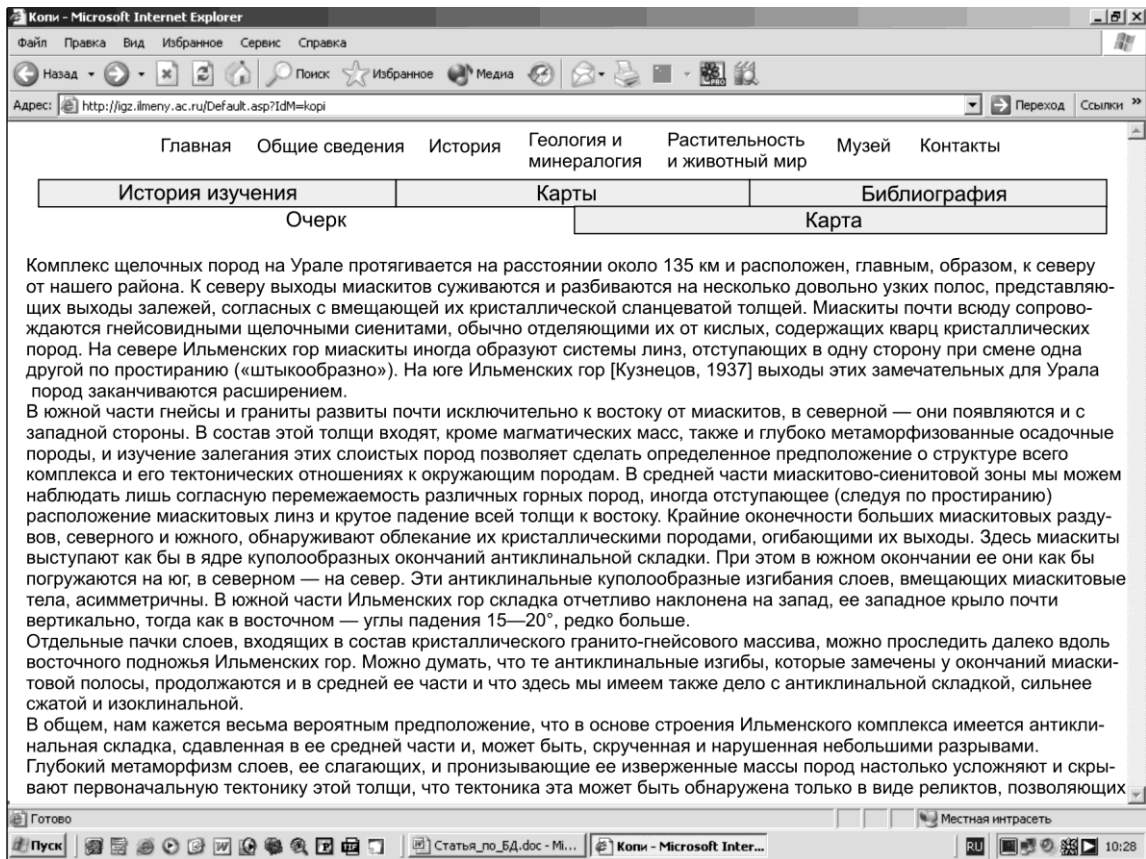 Копи - Microsoft Internet Explorer
Файл Правка Вид Избранное Сервис Справка
Назад Поиск Избранное Медиа
Адрес: http://igz.ilmeny.ac.ru/Default.asp?IdM=kopi Переход Ссылки »
Главная Общие сведения История Геология и минералогия Растительность и животный мир Музей Контакты
История изучения Карты Библиография
Очерк Карта
Комплекс щелочных пород на Урале протягивается на расстоянии около 135 км и расположен, главным, образом, к северу
от нашего района. К северу выходы миаскитов суживаются и разбиваются на несколько довольно узких полос, представляю-
щих выходы залежей, согласных с вмещающей их кристаллической сланцеватой толщей. Миаскиты почти всюду сопрово-
ждаются гнейсовидными щелочными сиенитами, обычно отделяющими их от кислых, содержащих кварц кристаллических
пород. На севере Ильменских гор миаскиты иногда образуют системы линз, отступающих в одну сторону при смене одна
другой по простиранию («штыкообразно»). На юге Ильменских гор [Кузнецов, 1937] выходы этих замечательных для Урала
пород заканчиваются расширением.
В южной части гнейсы и граниты развиты почти исключительно к востоку от миаскитов, в северной — они появляются и с
западной стороны. В состав этой толщи входят, кроме магматических масс, также и глубоко метаморфизованные осадочные
породы, и изучение залегания этих слоистых пород позволяет сделать определенное предположение о структуре всего
комплекса и его тектонических отношениях к окружающим породам. В средней части миаскитово-сиенитовой зоны мы можем
наблюдать лишь согласную перемежаемость различных горных пород, иногда отступающее (следуя по простиранию)
расположение миаскитовых линз и крутое падение всей толщи к востоку. Крайние оконечности больших миаскитовых разду-
вов, северного и южного, обнаруживают облекание их кристаллическими породами, огибающими их выходы. Здесь миаскиты
выступают как бы в ядре куполообразных окончаний антиклинальной складки. При этом в южном окончании ее они как бы
погружаются на юг, в северном — на север. Эти антиклинальные куполообразные изгибания слоев, вмещающих миаскитовые
тела, асимметричны. В южной части Ильменских гор складка отчетливо наклонена на запад, ее западное крыло почти
вертикально, тогда как в восточном — углы падения 15—20°, редко больше.
Отдельные пачки слоев, входящих в состав кристаллического гранито-гнейсового массива, можно проследить далеко вдоль
восточного подножья Ильменских гор. Можно думать, что те антиклинальные изгибы, которые замечены у окончаний миаски-
товой полосы, продолжаются и в средней ее части и что здесь мы имеем также дело с антиклинальной складкой, сильнее
сжатой и изоклинальной.
В общем, нам кажется весьма вероятным предположение, что в основе строения Ильменского комплекса имеется антикли-
нальная складка, сдавленная в ее средней части и, может быть, скрученная и нарушенная небольшими разрывами.
Глубокий метаморфизм слоев, ее слагающих, и пронизывающие ее изверженные массы пород настолько усложняют и скры-
вают первоначальную тектонику этой толщи, что тектоника эта может быть обнаружена только в виде реликтов, позволяющих
Готово Местная интрасеть
Пуск Статья_по_БД.doc - Mi... Копи - Microsoft Inter... RU 10:28